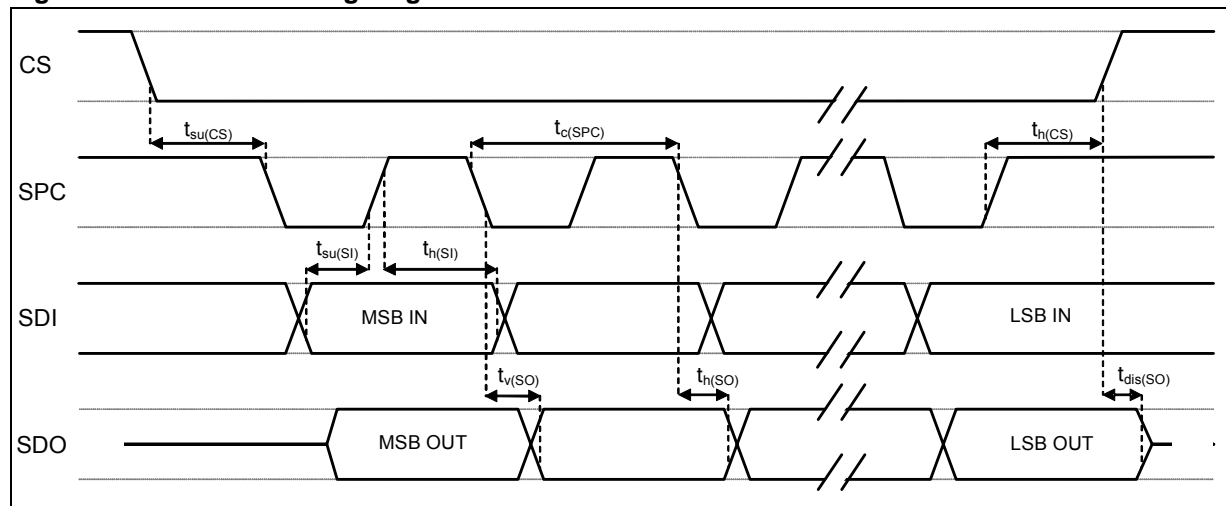 CS
t_su(CS)
t_c(SPC)
t_h(CS)
SPC
t_su(SI)
t_h(SI)
SDI
MSB IN
LSB IN
t_v(SO)
t_h(SO)
t_dis(SO)
SDO
MSB OUT
LSB OUT